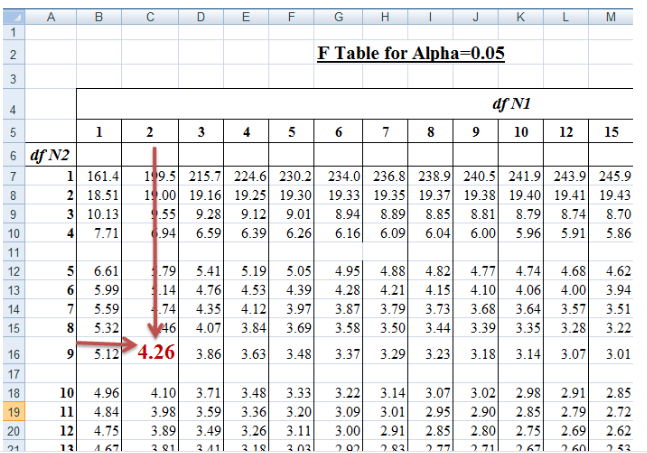 A B C D E F G H I J K L M
1
2 F Table for Alpha=0.05
3
4 df N1
5 1 2 3 4 5 6 7 8 9 10 12 15
6 df N2
7 1 161.4 199.5 215.7 224.6 230.2 234.0 236.8 238.9 240.5 241.9 243.9 245.9
8 2 18.51 19.00 19.16 19.25 19.30 19.33 19.35 19.37 19.38 19.40 19.41 19.43
9 3 10.13 9.55 9.28 9.12 9.01 8.94 8.89 8.85 8.81 8.79 8.74 8.70
10 4 7.71 6.94 6.59 6.39 6.26 6.16 6.09 6.04 6.00 5.96 5.91 5.86
11
12 5 6.61 5.79 5.41 5.19 5.05 4.95 4.88 4.82 4.77 4.74 4.68 4.62
13 6 5.99 5.14 4.76 4.53 4.39 4.28 4.21 4.15 4.10 4.06 4.00 3.94
14 7 5.59 4.74 4.35 4.12 3.97 3.87 3.79 3.73 3.68 3.64 3.57 3.51
15 8 5.32 4.46 4.07 3.84 3.69 3.58 3.50 3.44 3.39 3.35 3.28 3.22
16 9 5.12 4.26 3.86 3.63 3.48 3.37 3.29 3.23 3.18 3.14 3.07 3.01
17
18 10 4.96 4.10 3.71 3.48 3.33 3.22 3.14 3.07 3.02 2.98 2.91 2.85
19 11 4.84 3.98 3.59 3.36 3.20 3.09 3.01 2.95 2.90 2.85 2.79 2.72
20 12 4.75 3.89 3.49 3.26 3.11 3.00 2.91 2.85 2.80 2.75 2.69 2.62
21 13 4.67 3.81 3.41 3.18 3.03 2.92 2.83 2.77 2.71 2.67 2.60 2.53